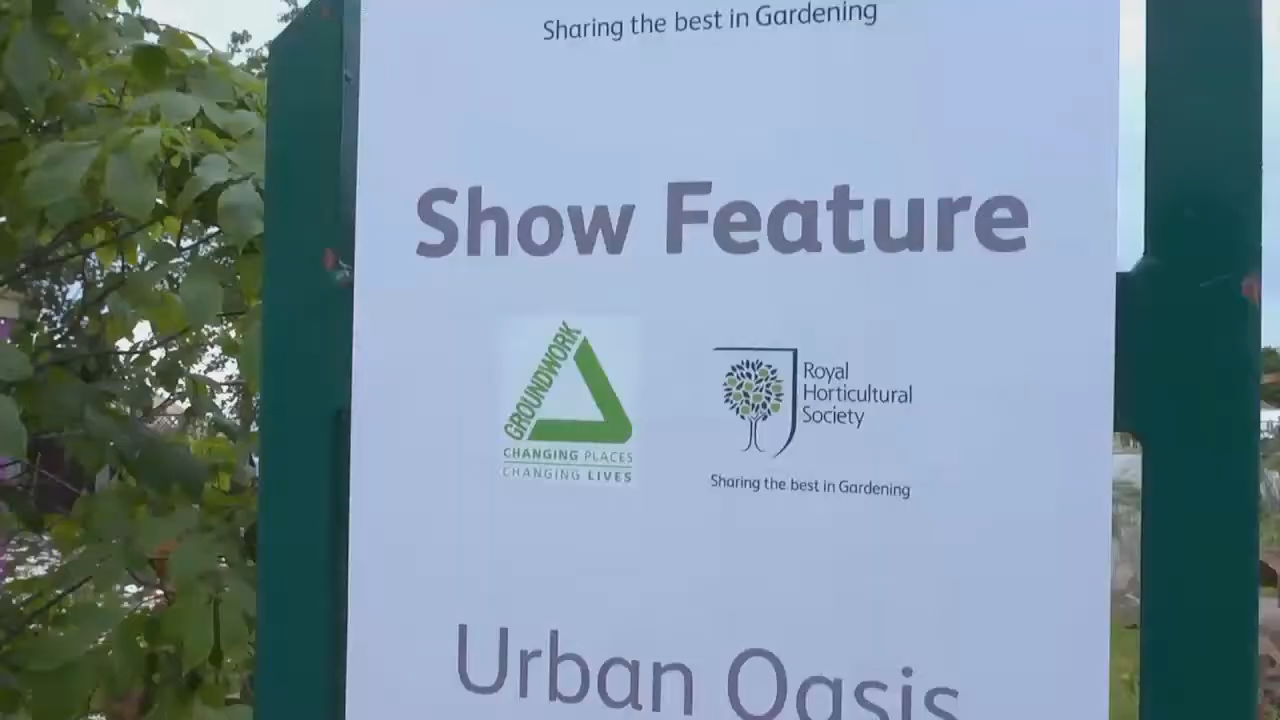 Sharing the best in Gardening
Show Feature
GROUNDWORK
CHANGING PLACES
CHANGING LIVES
Royal
Horticultural
Society
Sharing the best in Gardening
Urban Oasis